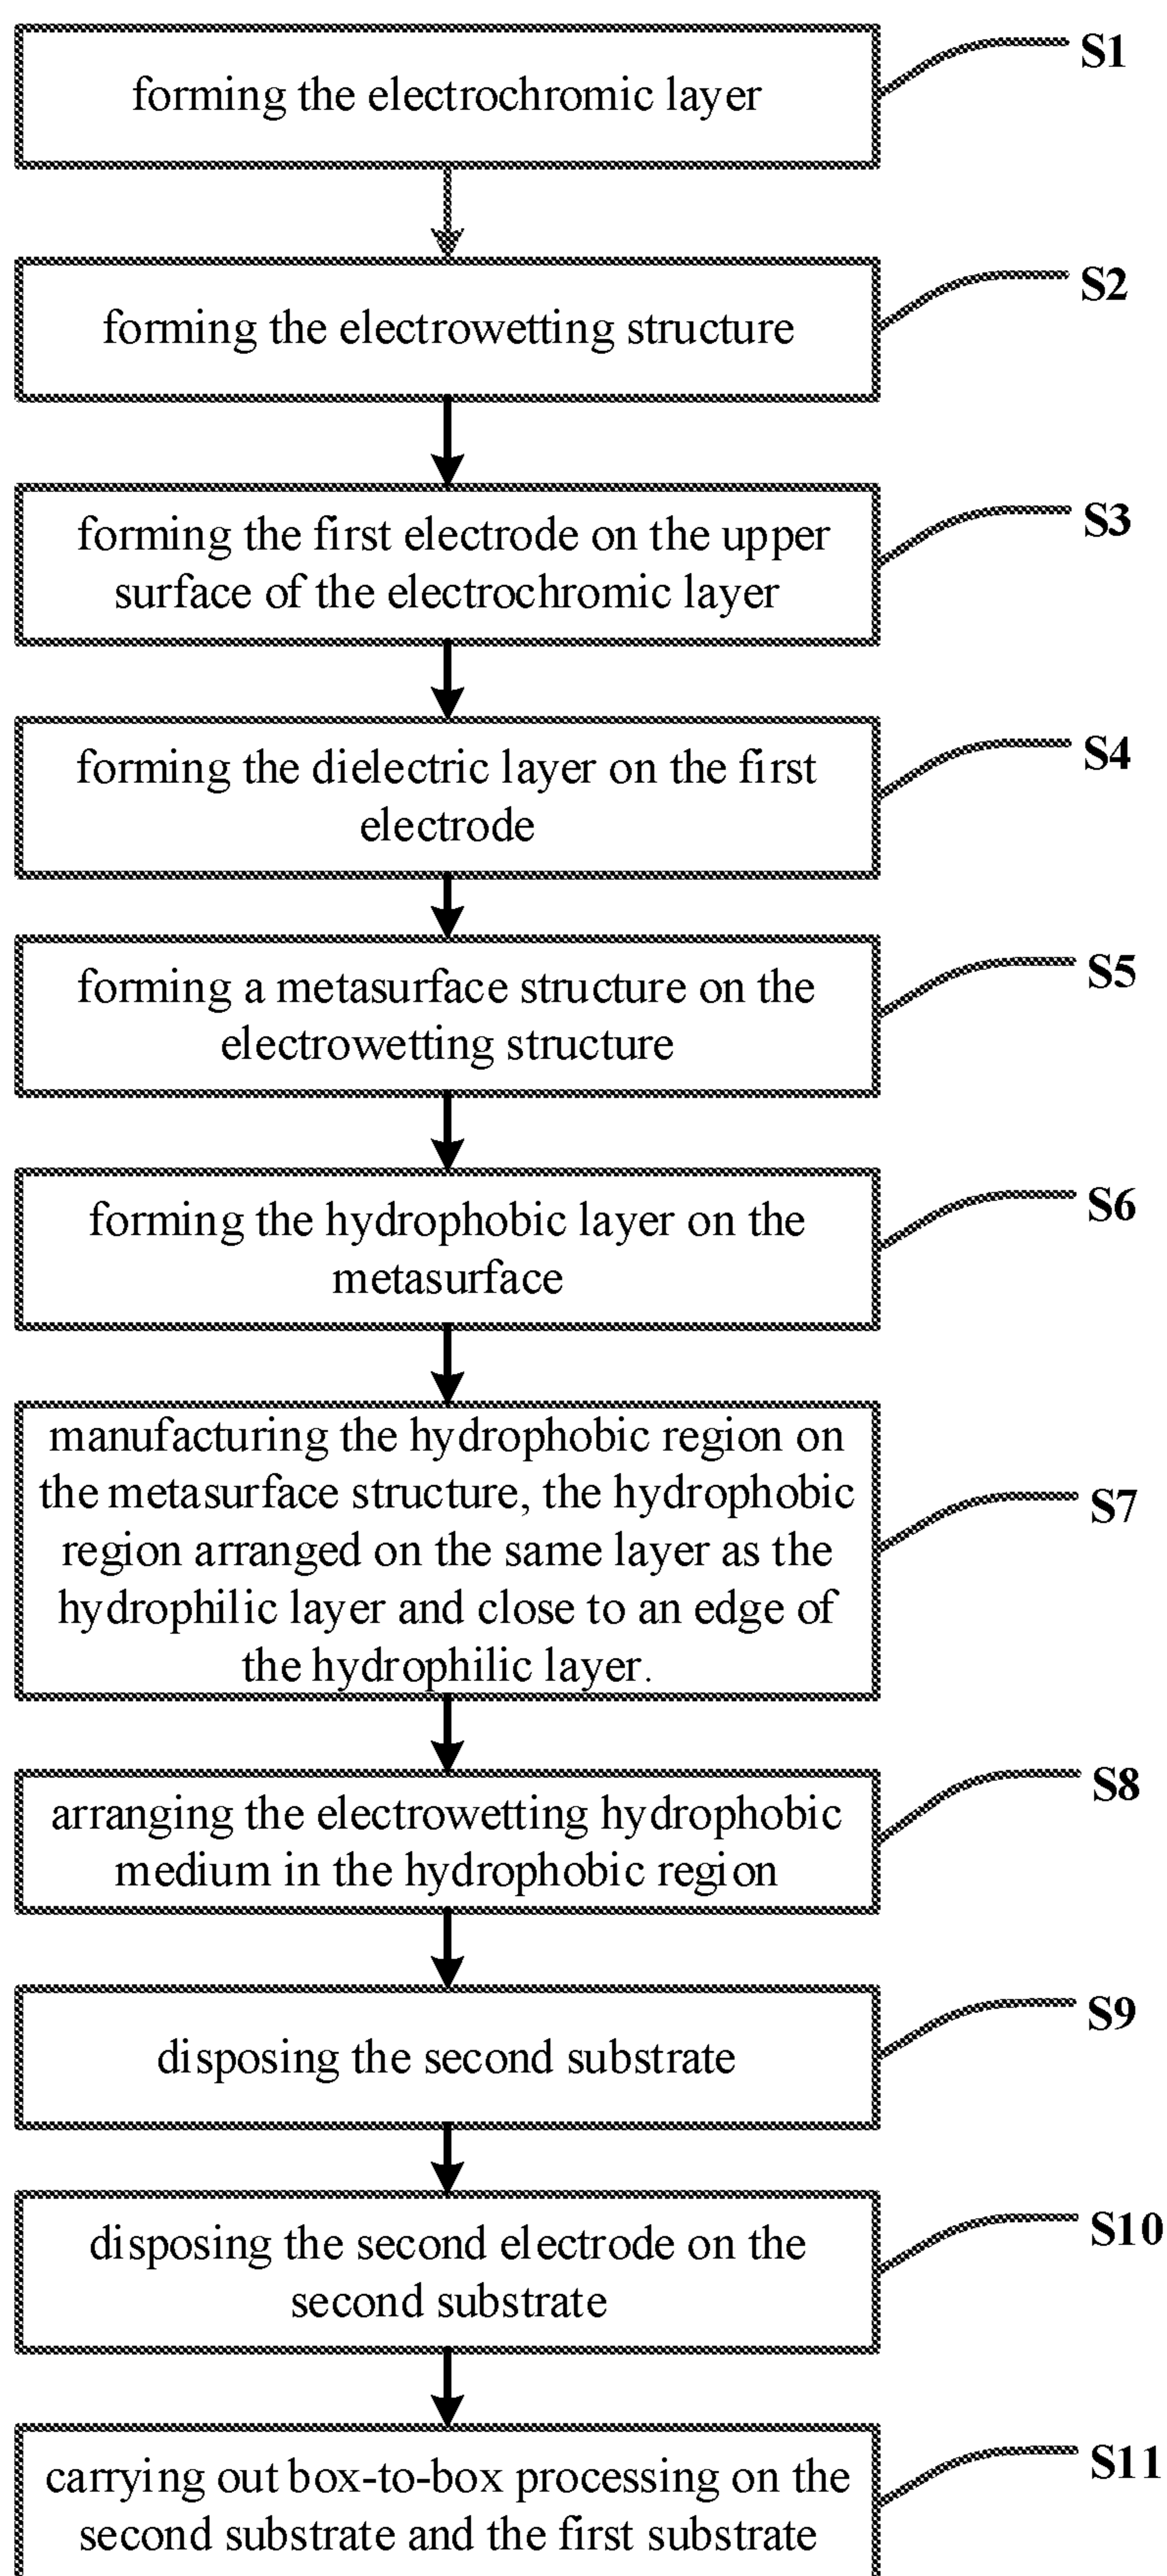 forming the electrochromic layer
S1
forming the electrowetting structure
S2
forming the first electrode on the upper
surface of the electrochromic layer
S3
forming the dielectric layer on the first
electrode
S4
forming a metasurface structure on the
electrowetting structure
S5
forming the hydrophobic layer on the
metasurface
S6
manufacturing the hydrophobic region on
the metasurface structure, the hydrophobic
region arranged on the same layer as the
hydrophilic layer and close to an edge of
the hydrophilic layer.
S7
arranging the electrowetting hydrophobic
medium in the hydrophobic region
S8
disposing the second substrate
S9
disposing the second electrode on the
second substrate
S10
carrying out box-to-box processing on the
second substrate and the first substrate
S11